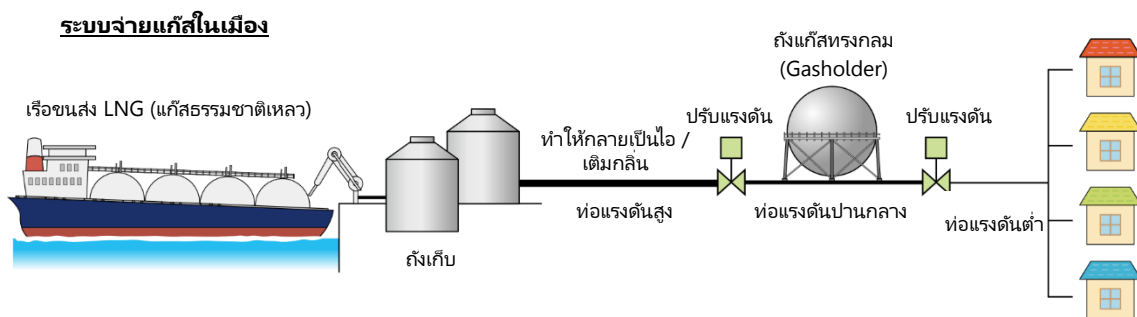 ระบบจ่ายแก๊สในเมือง
เรือขนส่ง LNG (แก๊สธรรมชาติเหลว)
ถังเก็บ
ทำให้กลายเป็นไอ /
เติมกลิ่น
ท่อแรงดันสูง
ปรับแรงดัน
ถังแก๊สทรงกลม
(Gasholder)
ท่อแรงดันปานกลาง
ปรับแรงดัน
ท่อแรงดันต่ำ